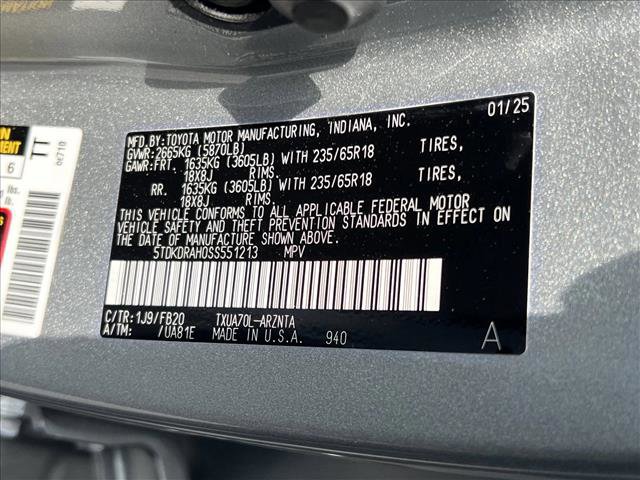 01/25
MFD.BY:TOYOTA MOTOR MANUFACTURING, INDIANA, INC.
GVWR:2665KG (5870LB)
GAWR:FRT. 1635KG (3605LB) WITH 235/65R18 TIRES,
18X8J RIMS.
RR. 1635KG (3605LB) WITH 235/65R18 TIRES,
18X8J RIMS.
THIS VEHICLE CONFORMS TO ALL APPLICABLE FEDERAL MOTOR
VEHICLE SAFETY AND THEFT PREVENTION STANDARDS IN EFFECT ON
THE DATE OF MANUFACTURE SHOWN ABOVE.
5TDKDRAH0SS551213 MPV
C/TR:1J9/FB20 TXUA70L-ARZNTA
A/TM: /UA81E MADE IN U.S.A. 940
A
TT
6
lbs.